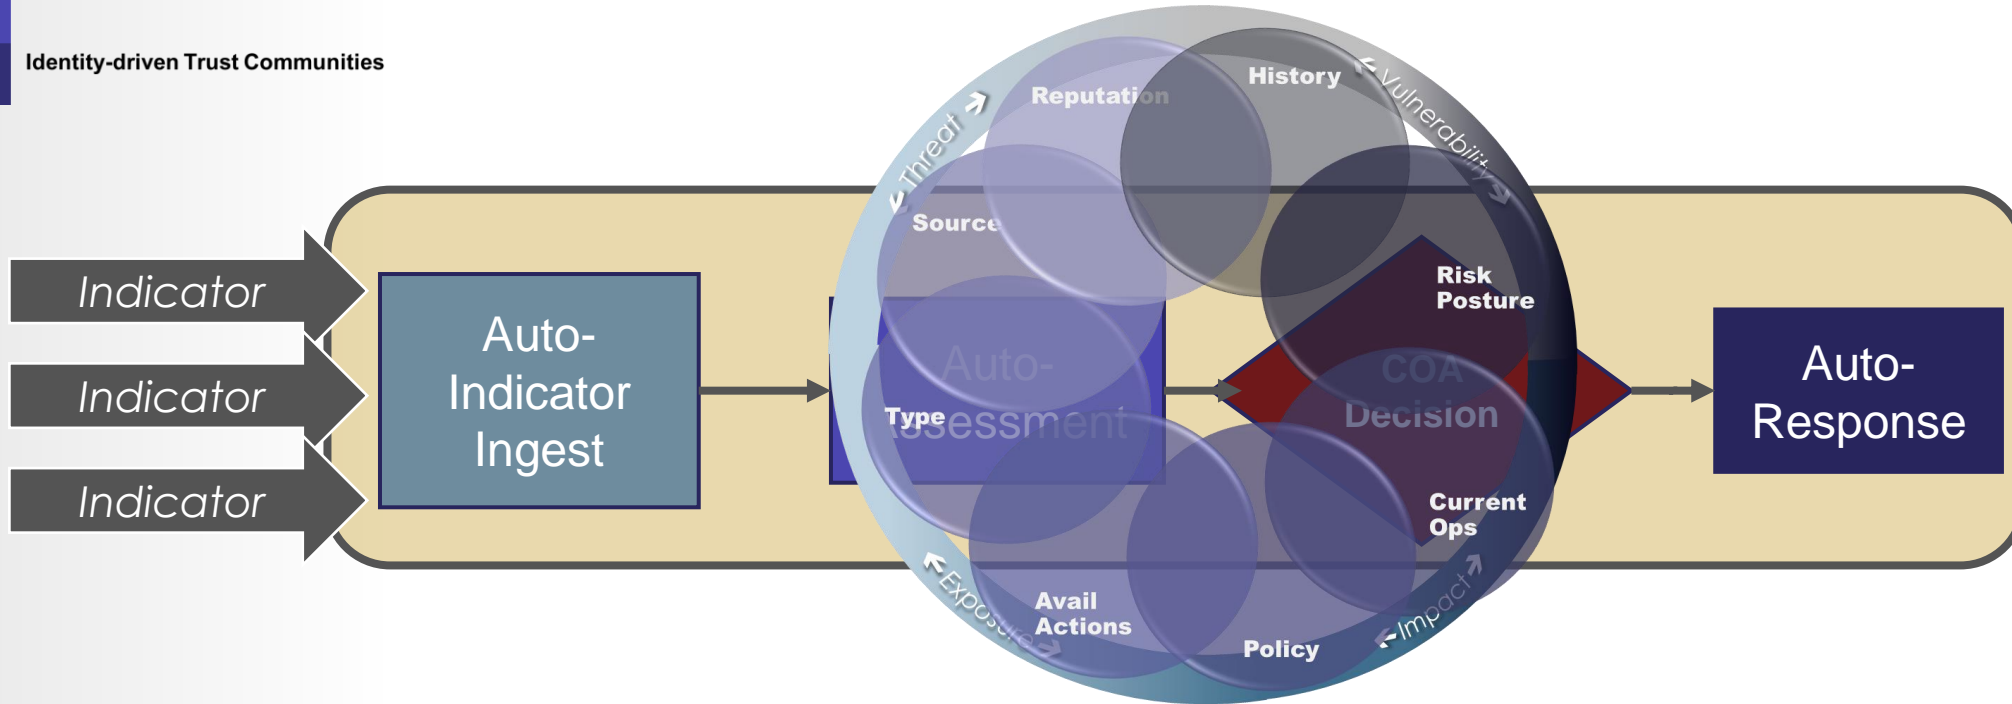 Identity-driven Trust Communities
Indicator
Indicator
Indicator
Auto-
Indicator
Ingest
Auto-
Assessment
COA
Decision
Auto-
Response
Threat
Vulnerability
Exposure
Impact
Reputation
History
Source
Risk
Posture
Type
Current
Ops
Avail
Actions
Policy